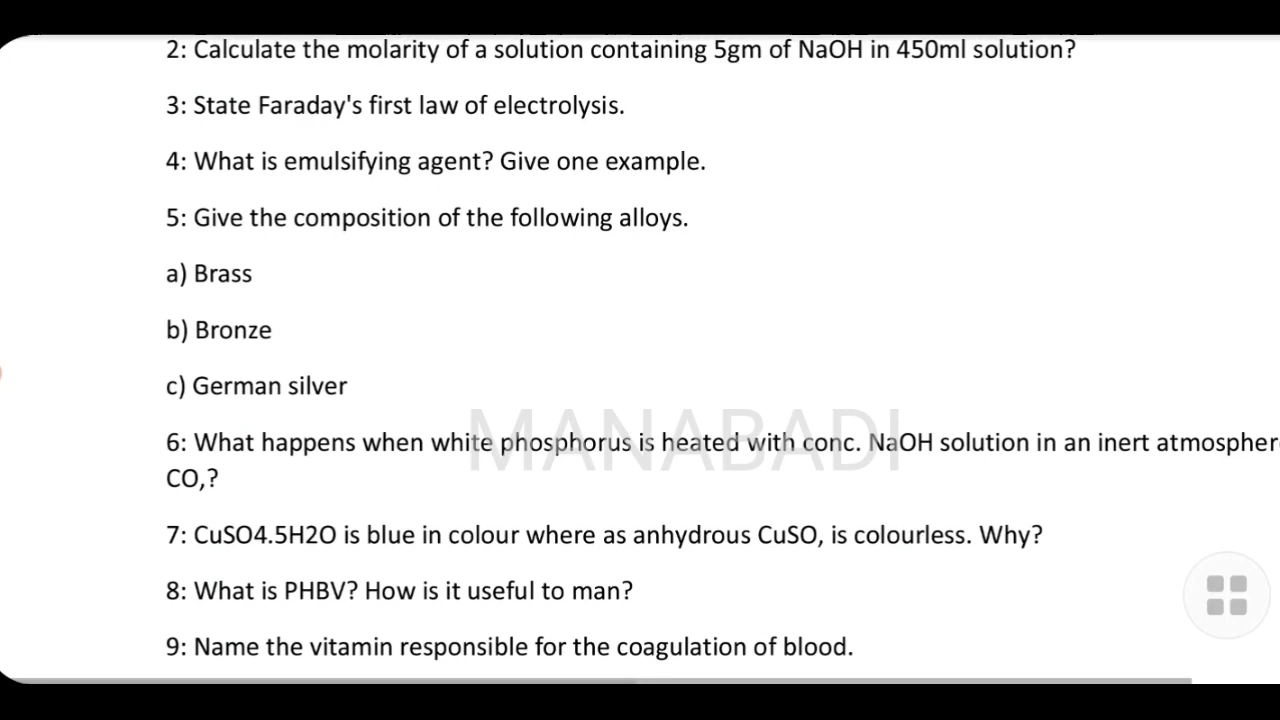 2: Calculate the molarity of a solution containing 5gm of NaOH in 450ml solution?
3: State Faraday's first law of electrolysis.
4: What is emulsifying agent? Give one example.
5: Give the composition of the following alloys.
a) Brass
b) Bronze
c) German silver
MANABADI
6: What happens when white phosphorus is heated with conc. NaOH solution in an inert atmospher
CO,?
7: CuSO4.5H2O is blue in colour where as anhydrous CuSO, is colourless. Why?
8: What is PHBV? How is it useful to man?
9: Name the vitamin responsible for the coagulation of blood.